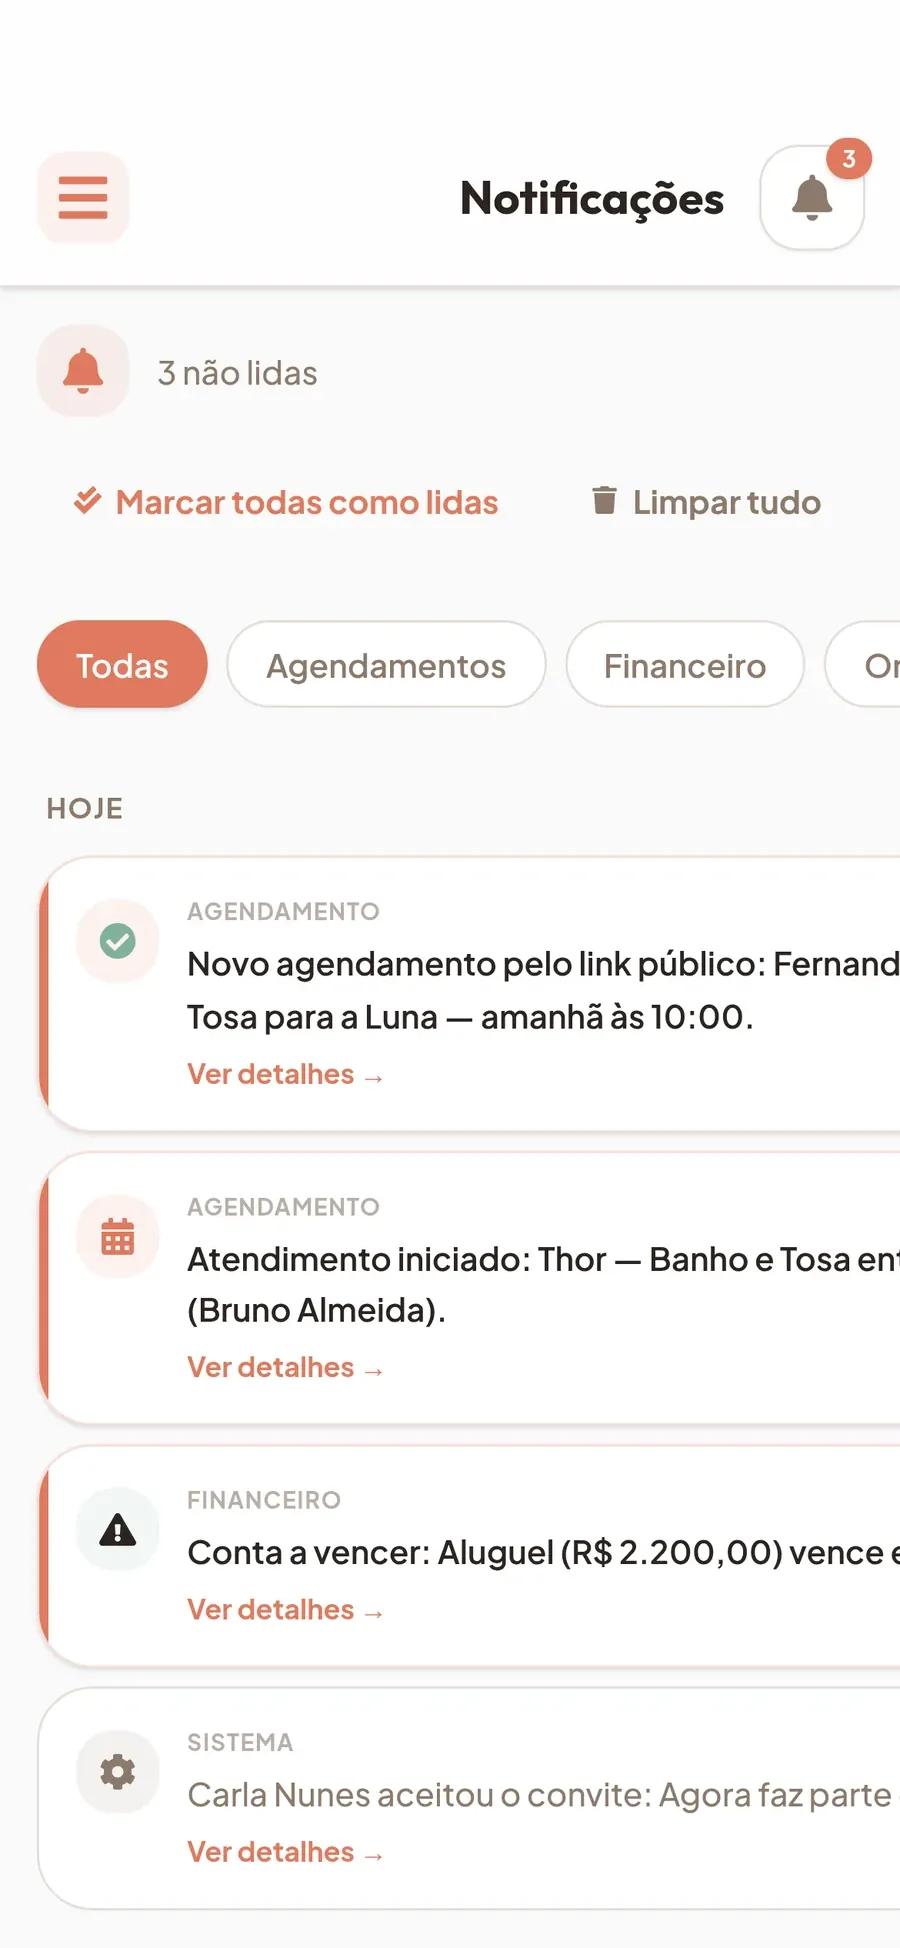 Notificações
3
3 não lidas
Marcar todas como lidas
Limpar tudo
Todas
Agendamentos
Financeiro
HOJE
AGENDAMENTO
Novo agendamento pelo link público:
Tosa para a Luna — amanhã às 10:00.
Ver detalhes →
AGENDAMENTO
Atendimento iniciado: Thor — Banho e Tosa
(Bruno Almeida).
Ver detalhes →
FINANCEIRO
Conta a vencer: Aluguel (R$ 2.200,00) vence
Ver detalhes →
SISTEMA
Carla Nunes aceitou o convite: Agora faz parte
Ver detalhes →